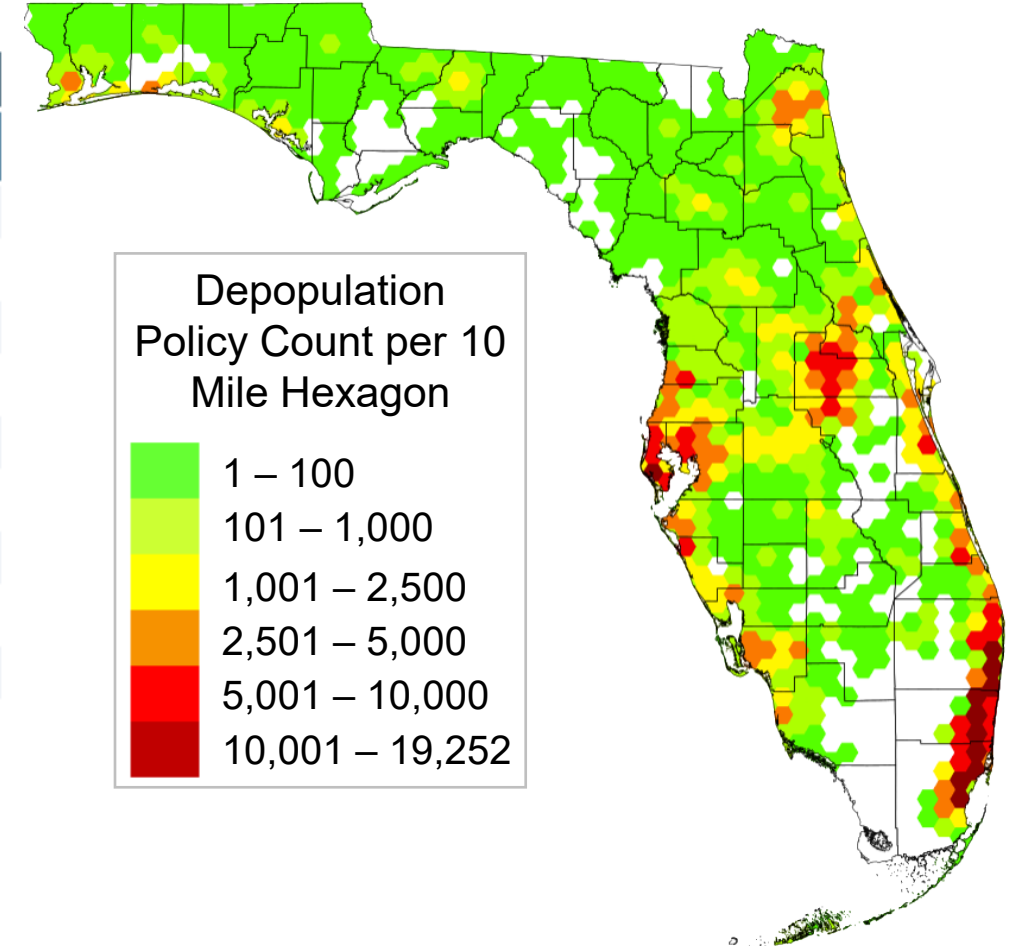 Depopulation
Policy Count per 10
Mile Hexagon
1 – 100
101 – 1,000
1,001 – 2,500
2,501 – 5,000
5,001 – 10,000
10,001 – 19,252